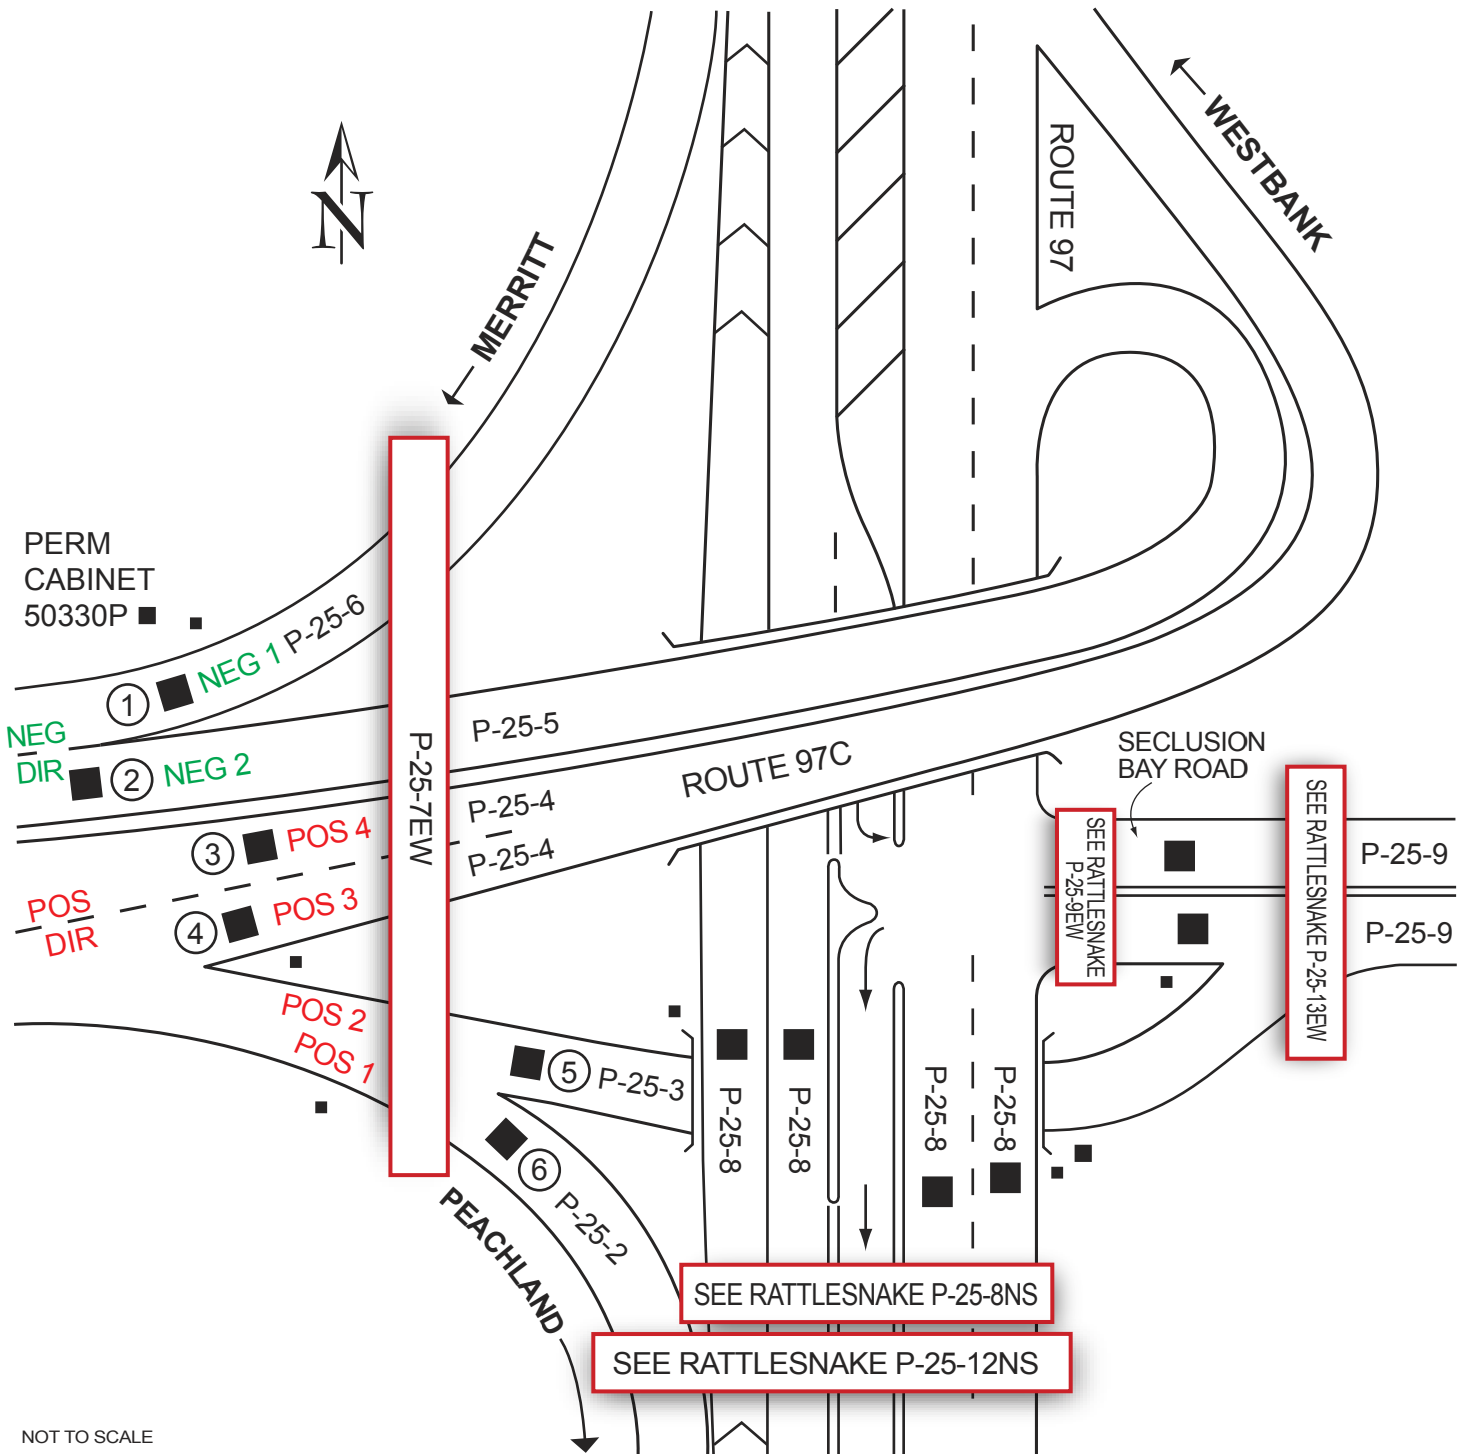 ROUTE 97
WESTBANK
N
MERRITT
PERM
CABINET
50330P
P-25-6
NEG 1
1
NEG
DIR
2
NEG 2
P-25-7EW
P-25-5
ROUTE 97C
P-25-4
P-25-4
3
POS 4
POS
DIR
4
POS 3
POS 2
POS 1
SECLUSION
BAY ROAD
SEE RATTLESNAKE
P-25-9EW
SEE RATTLESNAKE P-25-13EW
P-25-9
P-25-9
5
P-25-3
6
P-25-2
P-25-8
P-25-8
P-25-8
P-25-8
PEACHLAND
SEE RATTLESNAKE P-25-8NS
SEE RATTLESNAKE P-25-12NS
NOT TO SCALE